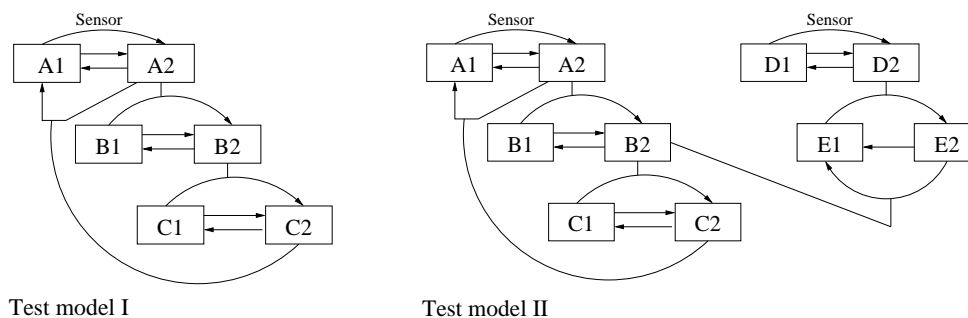 Sensor
A1
A2
B1
B2
C1
C2
Test model I
Sensor
A1
A2
B1
B2
C1
C2
Sensor
D1
D2
E1
E2
Test model II